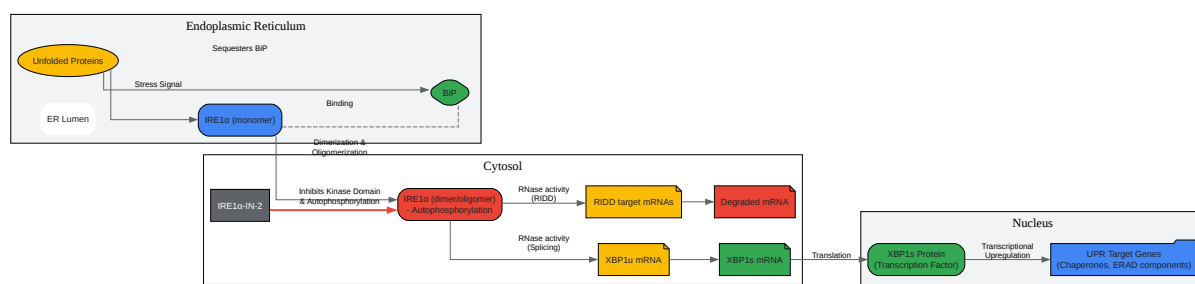 Endoplasmic Reticulum
Sequesters BiP
Unfolded Proteins
Stress Signal
BiP
Binding
ER Lumen
IRE1α (monomer)
Dimerization &
Oligomerization
Cytosol
IRE1α-IN-2
Inhibits Kinase Domain
& Autophosphorylation
IRE1α (dimer/oligomer)
- Autophosphorylation
RNase activity
(RIDD)
RIDD target mRNAs
Degraded mRNA
RNase activity
(Splicing)
XBP1u mRNA
XBP1s mRNA
Translation
Nucleus
XBP1s Protein
(Transcription Factor)
Transcriptional
Upregulation
UPR Target Genes
(Chaperones, ERAD components)